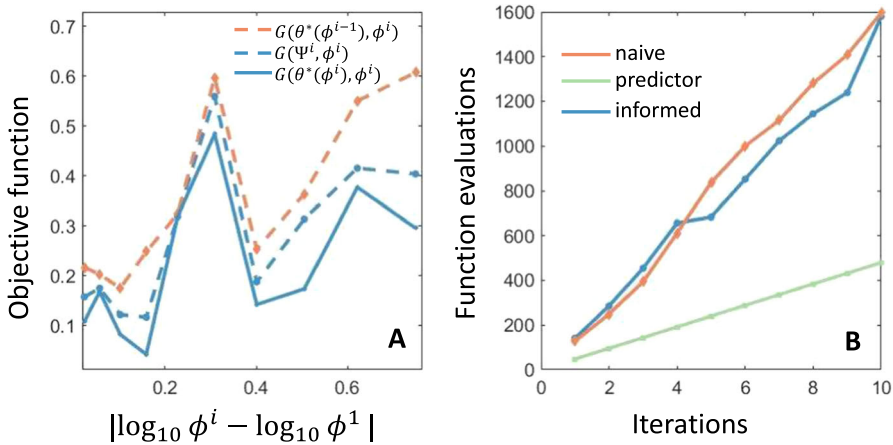 Objective function
0.7
0.6
0.5
0.4
0.3
0.2
0.1
0.2
0.4
0.6
G(θ*(ϕ^{i−1}), ϕ^i)
G(Ψ^i, ϕ^i)
G(θ*(ϕ^i), ϕ^i)
A
|log₁₀ ϕ^i − log₁₀ ϕ^1|
Function evaluations
1600
1400
1200
1000
800
600
400
200
0
0
2
4
6
8
10
naive
predictor
informed
B
Iterations